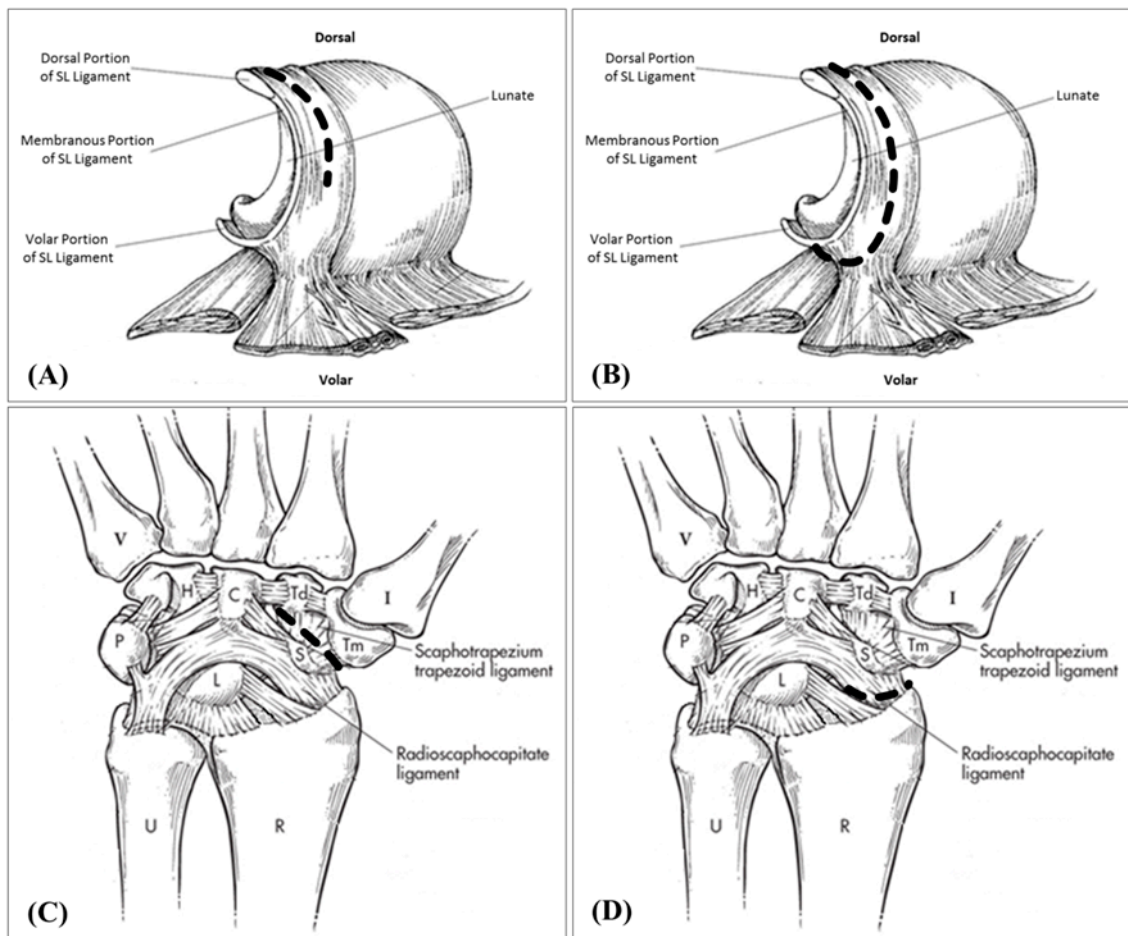 Dorsal
Dorsal Portion
of SL Ligament
Lunate
Membranous Portion
of SL Ligament
Volar Portion
of SL Ligament
(A)
Volar
Dorsal
Dorsal Portion
of SL Ligament
Lunate
Membranous Portion
of SL Ligament
Volar Portion
of SL Ligament
(B)
Volar
V
H
C
Td
I
P
S
Tm
Scaphotrapezium
trapezoid ligament
L
Radioscaphocapitate
ligament
U
R
(C)
V
H
C
Td
I
P
S
Tm
Scaphotrapezium
trapezoid ligament
L
Radioscaphocapitate
ligament
U
R
(D)